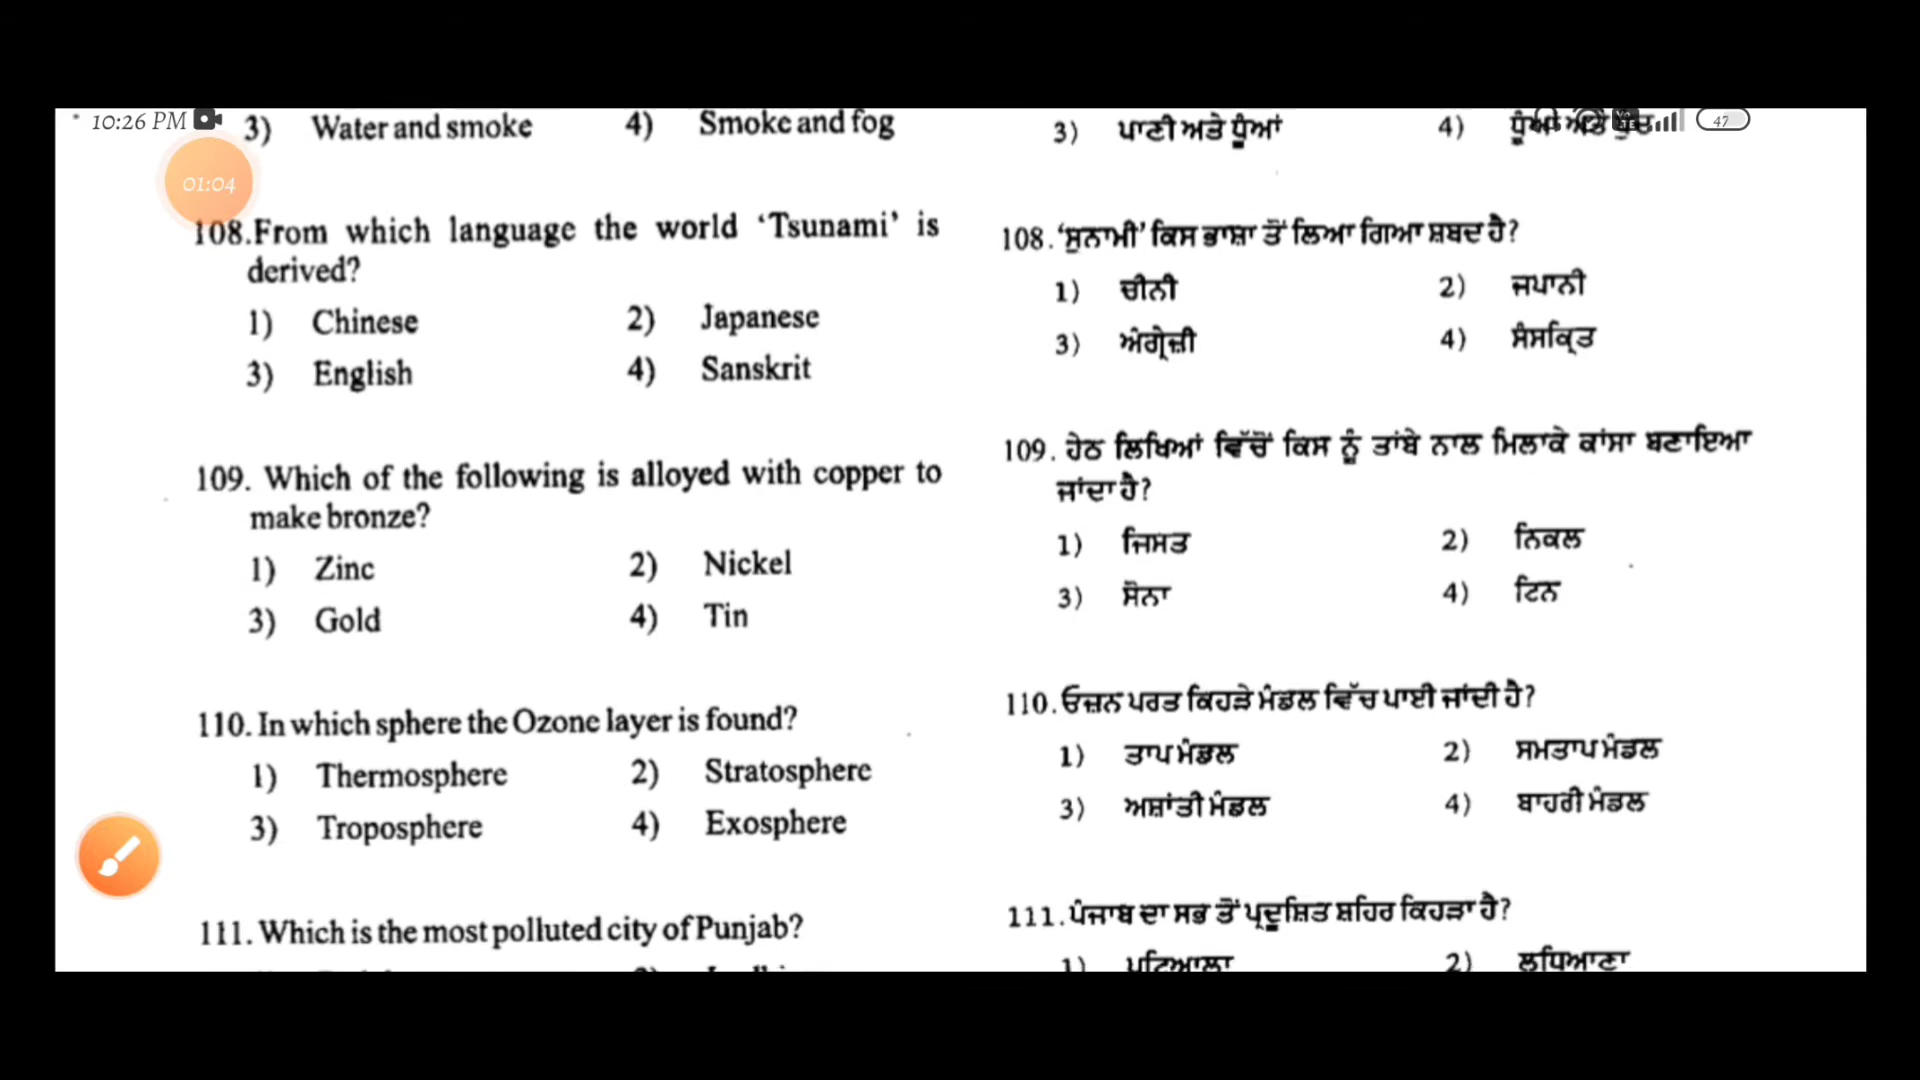 10:26 PM
47
01:04
3) Water and smoke 4) Smoke and fog
108.From which language the world ‘Tsunami’ is
derived?
1) Chinese 2) Japanese
3) English 4) Sanskrit
109. Which of the following is alloyed with copper to
make bronze?
1) Zinc 2) Nickel
3) Gold 4) Tin
110. In which sphere the Ozone layer is found?
1) Thermosphere 2) Stratosphere
3) Troposphere 4) Exosphere
111. Which is the most polluted city of Punjab?
3) ਪਾਣੀ ਅਤੇ ਧੂੰਆਂ 4) ਧੂੰਆਂ ਅਤੇ
108. ‘ਸੁਨਾਮੀ’ ਕਿਸ ਭਾਸ਼ਾ ਤੋਂ ਲਿਆ ਗਿਆ ਸ਼ਬਦ ਹੈ?
1) ਚੀਨੀ 2) ਜਪਾਨੀ
3) ਅੰਗ੍ਰੇਜ਼ੀ 4) ਸੰਸਕ੍ਰਿਤ
109. ਹੇਠ ਲਿਖਿਆਂ ਵਿੱਚੋਂ ਕਿਸ ਨੂੰ ਤਾਂਬੇ ਨਾਲ ਮਿਲਾਕੇ ਕਾਂਸਾ ਬਣਾਇਆ
ਜਾਂਦਾ ਹੈ?
1) ਜਿਸਤ 2) ਨਿਕਲ
3) ਸੋਨਾ 4) ਟਿਨ
110. ਓਜ਼ਨ ਪਰਤ ਕਿਹੜੇ ਮੰਡਲ ਵਿੱਚ ਪਾਈ ਜਾਂਦੀ ਹੈ?
1) ਤਾਪ ਮੰਡਲ 2) ਸਮਤਾਪ ਮੰਡਲ
3) ਅਸ਼ਾਂਤੀ ਮੰਡਲ 4) ਬਾਹਰੀ ਮੰਡਲ
111. ਪੰਜਾਬ ਦਾ ਸਭ ਤੋਂ ਪ੍ਰਦੂਸ਼ਿਤ ਸ਼ਹਿਰ ਕਿਹੜਾ ਹੈ?
1) ਪਟਿਆਲਾ 2) ਲੁਧਿਆਣਾ